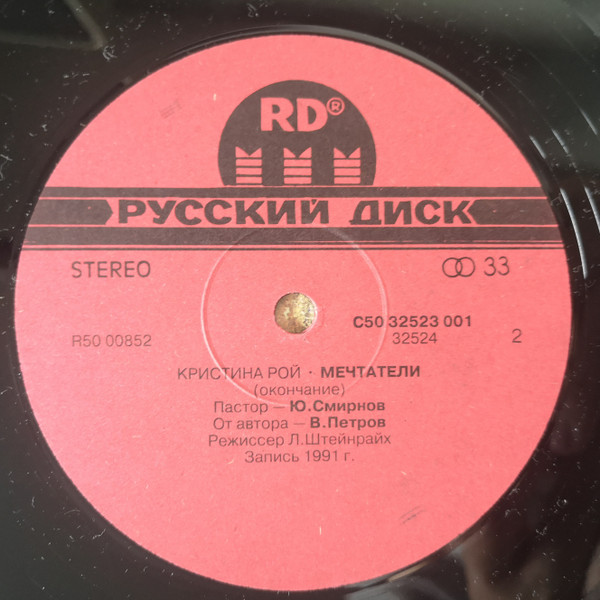 RD®
РУССКИЙ ДИСК
STEREO
33
С50 32523 001
R50 00852
32524
2
КРИСТИНА РОЙ · МЕЧТАТЕЛИ
(окончание)
Пастор — Ю.Смирнов
От автора — В.Петров
Режиссер Л.Штейнрайх
Запись 1991 г.